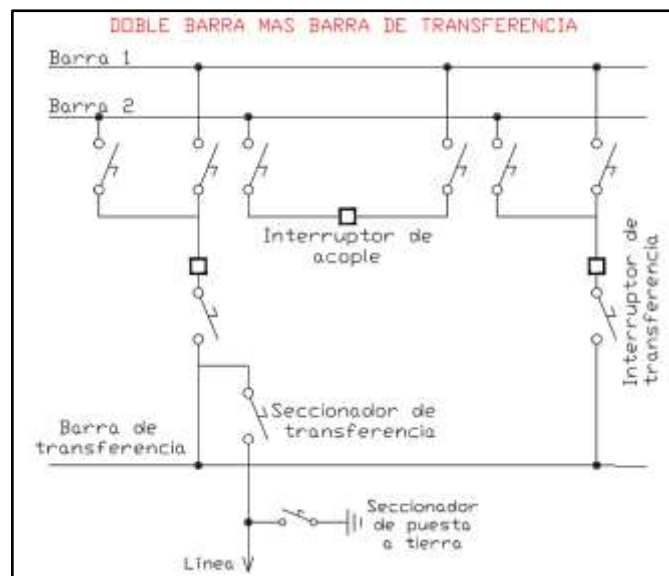 DOBLE BARRA MAS BARRA DE TRANSFERENCIA
Barra 1
Barra 2
Interruptor de
acople
Interruptor de
transferencia
Seccionador de
transferencia
Barra de
transferencia
Seccionador
de puesta
a tierra
Línea